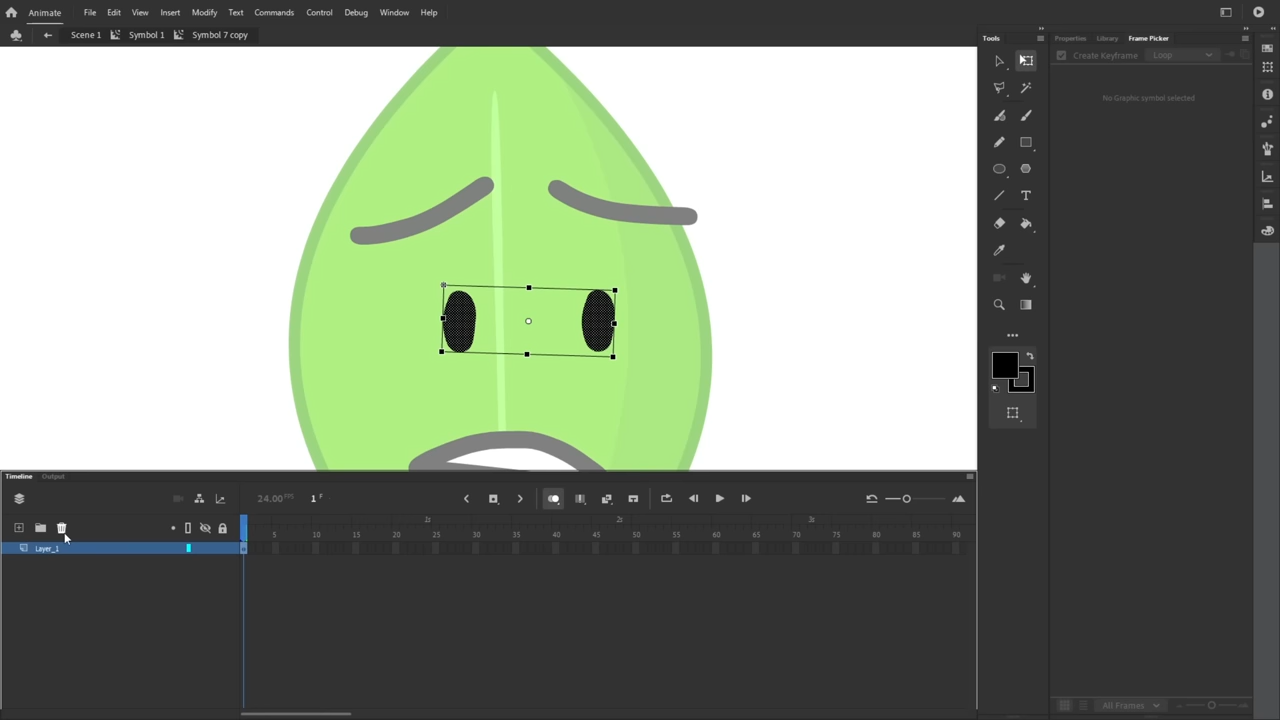 Animate File Edit View Insert Modify Text Commands Control Debug Window Help
Scene 1 Symbol 1 Symbol 7 copy
Tools
Properties Library Frame Picker
Create Keyframe Loop
No Graphic symbol selected
T
Timeline Output
24.00 FPS 1 F
1s 2s 3s
5 10 15 20 25 30 35 40 45 50 55 60 65 70 75 80 85 90
Layer_1
All Frames